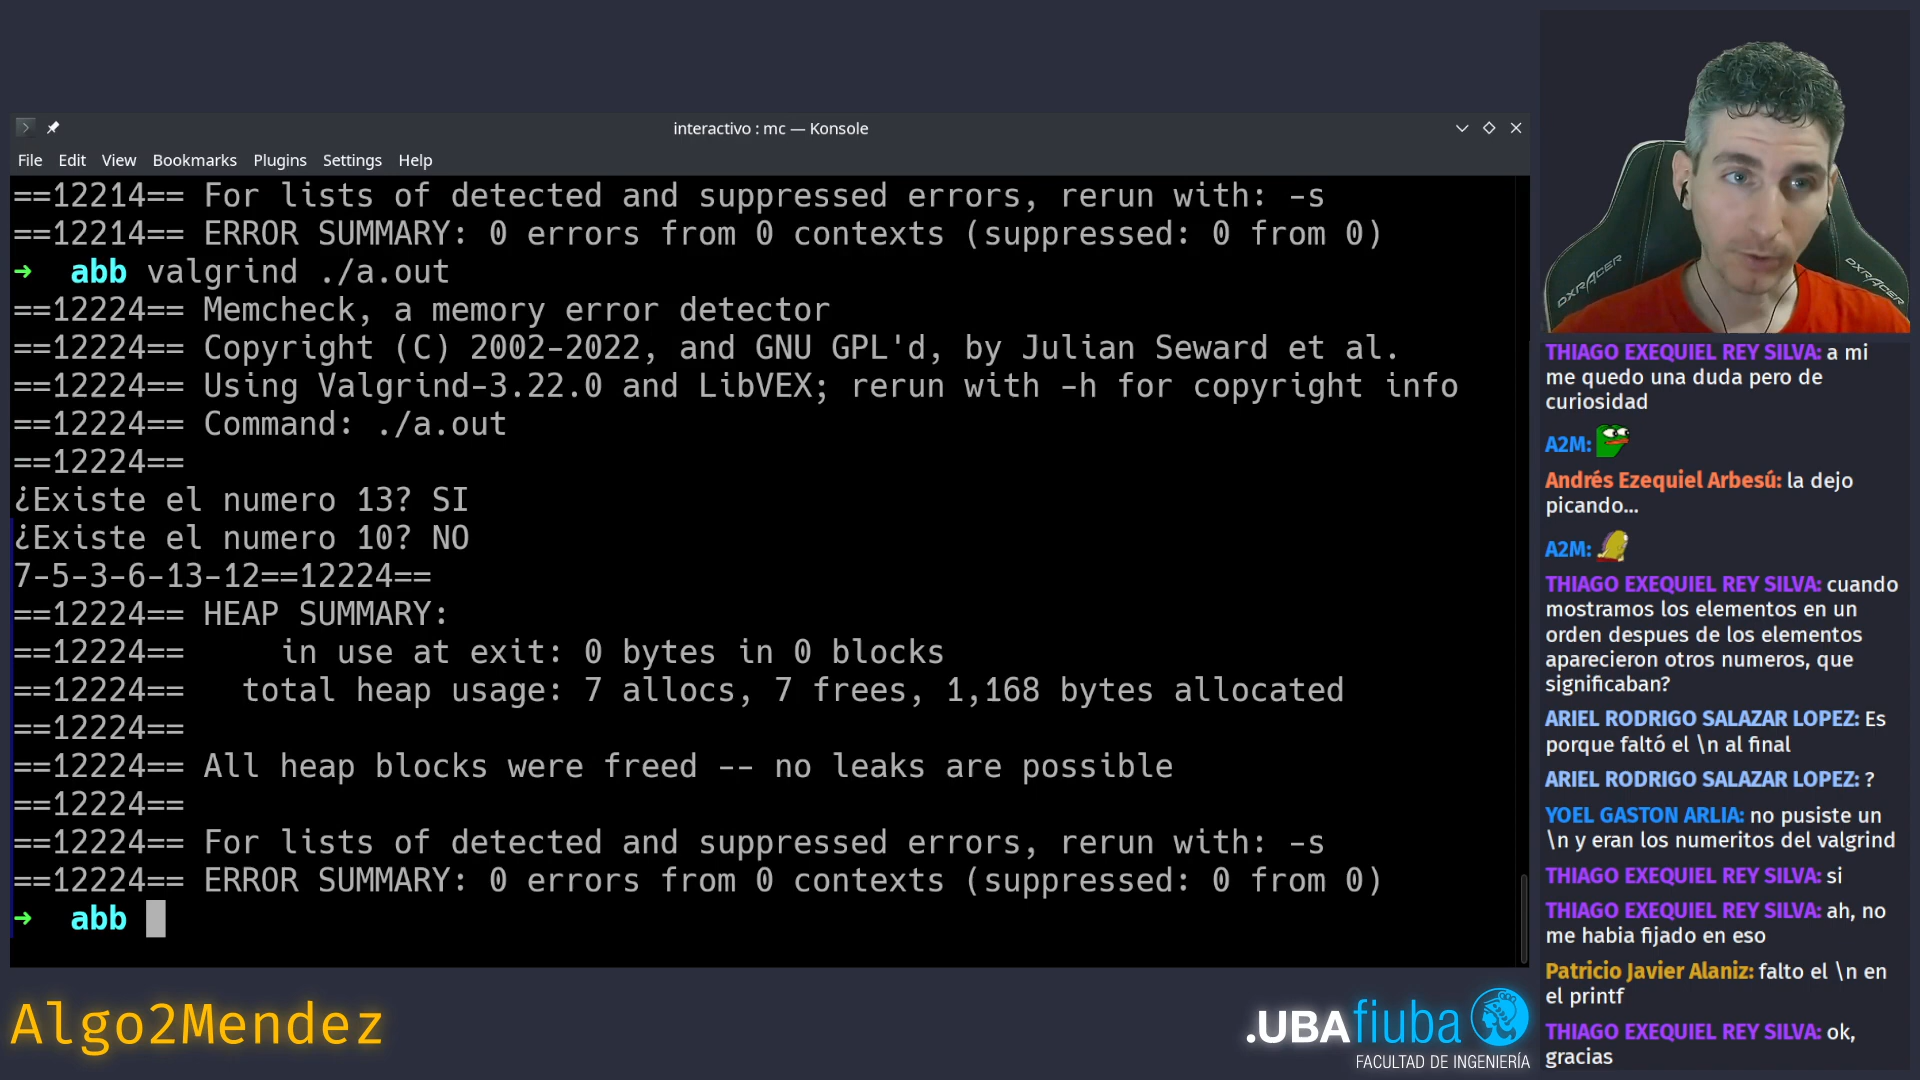 interactivo : mc — Konsole
File Edit View Bookmarks Plugins Settings Help
==12214== For lists of detected and suppressed errors, rerun with: -s
==12214== ERROR SUMMARY: 0 errors from 0 contexts (suppressed: 0 from 0)
➜ abb valgrind ./a.out
==12224== Memcheck, a memory error detector
==12224== Copyright (C) 2002-2022, and GNU GPL'd, by Julian Seward et al.
==12224== Using Valgrind-3.22.0 and LibVEX; rerun with -h for copyright info
==12224== Command: ./a.out
==12224==
¿Existe el numero 13? SI
¿Existe el numero 10? NO
7-5-3-6-13-12==12224==
==12224== HEAP SUMMARY:
==12224==     in use at exit: 0 bytes in 0 blocks
==12224==   total heap usage: 7 allocs, 7 frees, 1,168 bytes allocated
==12224==
==12224== All heap blocks were freed -- no leaks are possible
==12224==
==12224== For lists of detected and suppressed errors, rerun with: -s
==12224== ERROR SUMMARY: 0 errors from 0 contexts (suppressed: 0 from 0)
➜ abb
DXRACER
DXRACER
THIAGO EXEQUIEL REY SILVA: a mi
me quedo una duda pero de
curiosidad
A2M:
Andrés Ezequiel Arbesú: la dejo
picando...
A2M:
THIAGO EXEQUIEL REY SILVA: cuando
mostramos los elementos en un
orden despues de los elementos
aparecieron otros numeros, que
significaban?
ARIEL RODRIGO SALAZAR LOPEZ: Es
porque faltó el \n al final
ARIEL RODRIGO SALAZAR LOPEZ: ?
YOEL GASTON ARLIA: no pusiste un
\n y eran los numeritos del valgrind
THIAGO EXEQUIEL REY SILVA: si
THIAGO EXEQUIEL REY SILVA: ah, no
me habia fijado en eso
Patricio Javier Alaniz: falto el \n en
el printf
THIAGO EXEQUIEL REY SILVA: ok,
gracias
Algo2Mendez
.UBAfiuba
FACULTAD DE INGENIERÍA